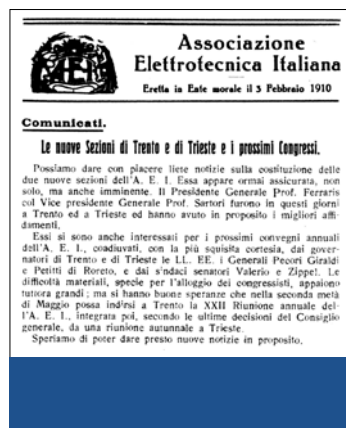 Associazione
Elettrotecnica Italiana
Eretta in Ente morale il 3 Febbraio 1910
Comunicati.
Le nuove Sezioni di Trento e di Trieste e i prossimi Congressi.
Possiamo dare con piacere liete notizie sulla costituzione delle
due nuove sezioni dell'A. E. I. Essa appare ormai assicurata, non
solo, ma anche imminente. Il Presidente Generale Prof. Ferraris
col Vice presidente Generale Prof. Sartori furono in questi giorni
a Trento ed a Trieste ed hanno avuto in proposito i migliori affi-
damenti.
Essi si sono anche interessati per i prossimi convegni annuali
dell'A. E. I., coadiuvati, con la più squisita cortesia, dai gover-
natori di Trento e di Trieste le LL. EE. i Generali Pecori Giraldi
e Petitti di Roreto, e dai sindaci senatori Valerio e Zippel. Le
difficoltà materiali, specie per l'alloggio dei congressisti, appaiono
tuttora grandi; ma si hanno buone speranze che nella seconda metà
di Maggio possa indirsi a Trento la XXII Riunione annuale del-
l'A. E. I., integrata poi, secondo le ultime decisioni del Consiglio
generale, da una riunione autunnale a Trieste.
Speriamo di poter dare presto nuove notizie in proposito.